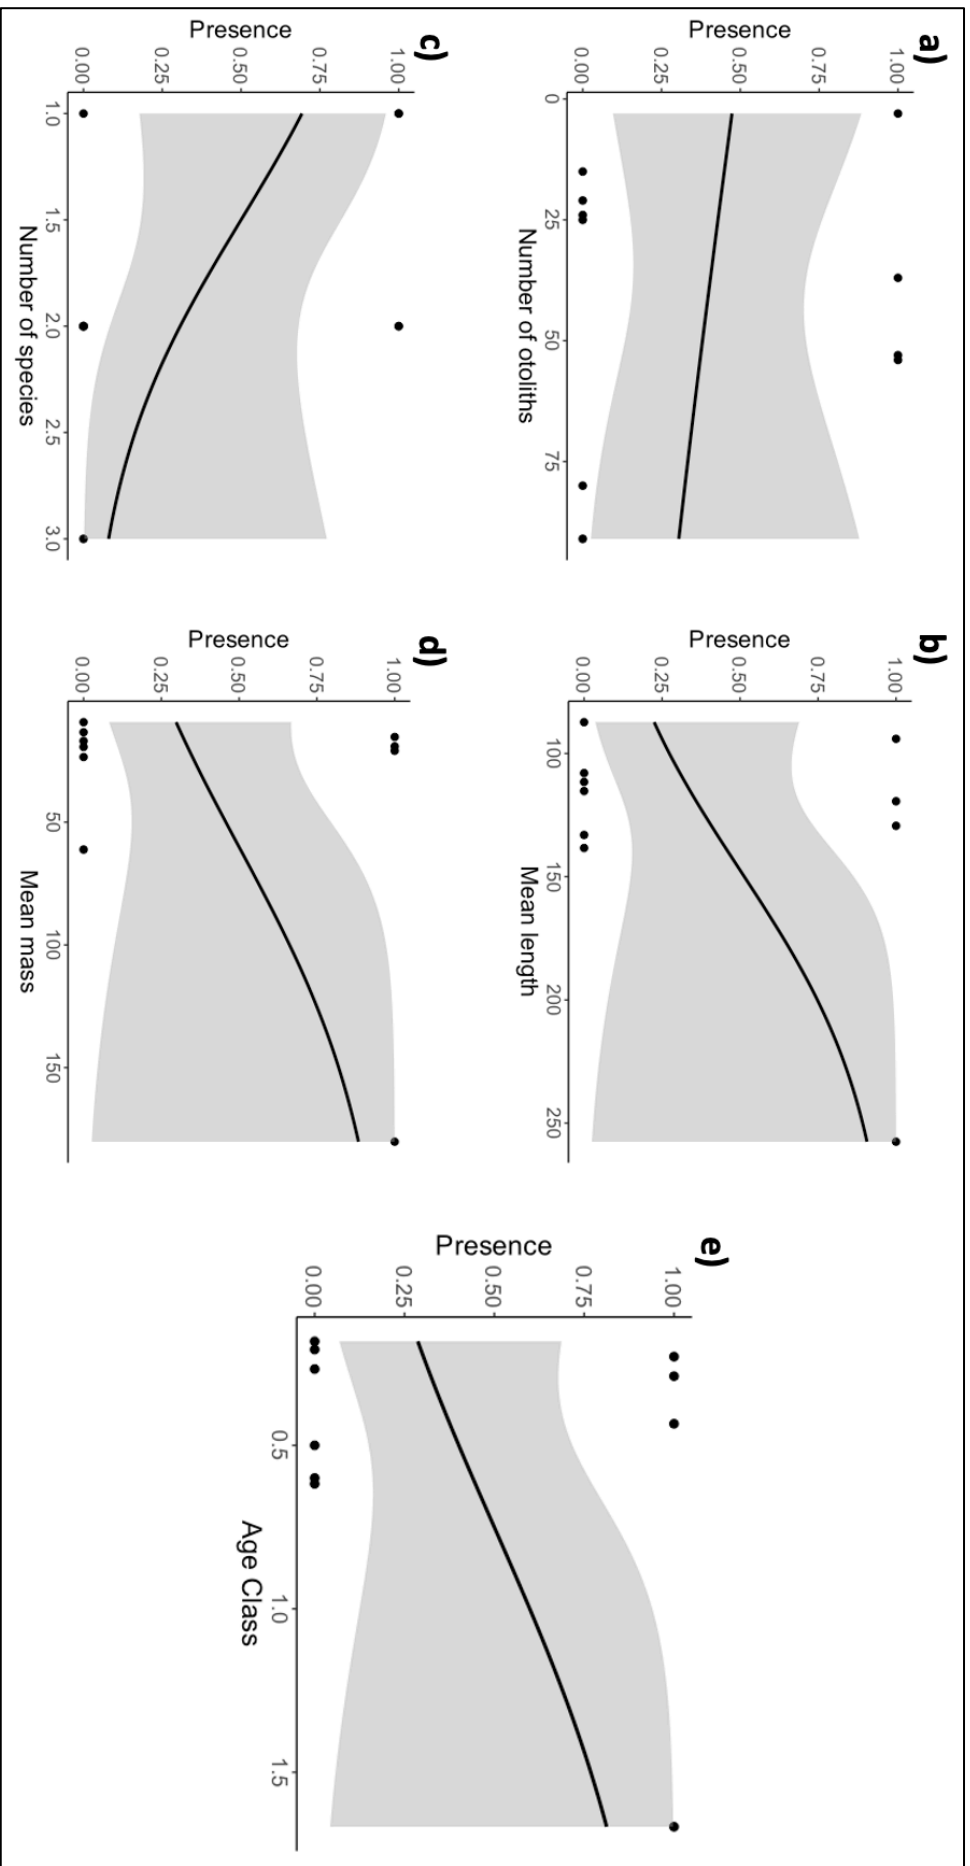 a)
Presence
1.00
0.75
0.50
0.25
0.00
0
25
50
75
Number of otoliths
b)
Presence
1.00
0.75
0.50
0.25
0.00
100
150
200
250
Mean length
c)
Presence
1.00
0.75
0.50
0.25
0.00
1.0
1.5
2.0
2.5
3.0
Number of species
d)
Presence
1.00
0.75
0.50
0.25
0.00
50
100
150
Mean mass
e)
Presence
1.00
0.75
0.50
0.25
0.00
0.5
1.0
1.5
Age Class